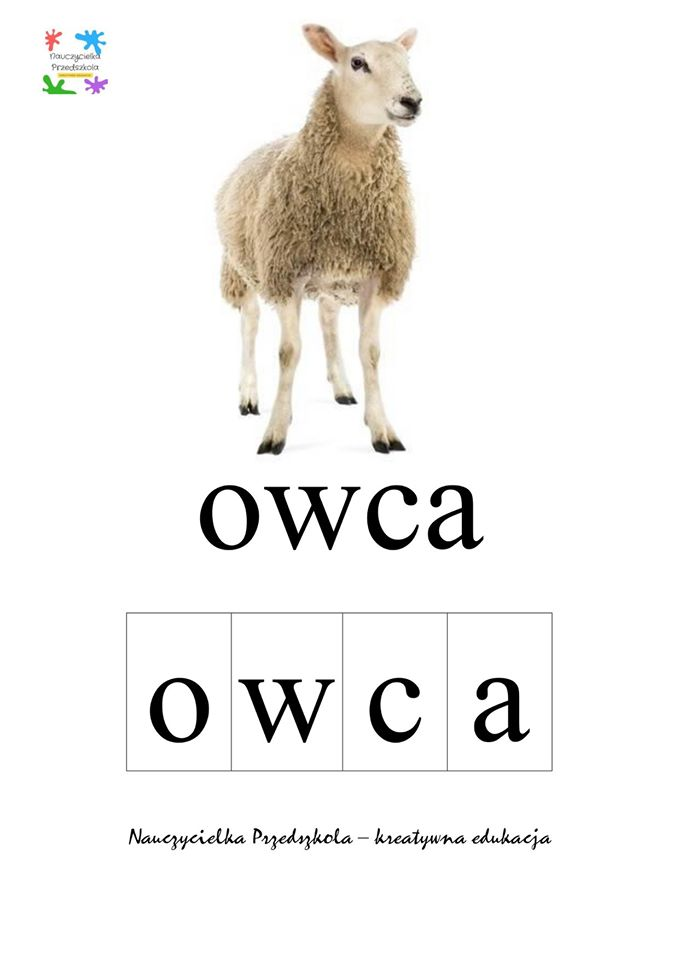 Nauczycielka
Przedszkola
owca
o w c a
Nauczycielka Przedszkola – kreatywna edukacja